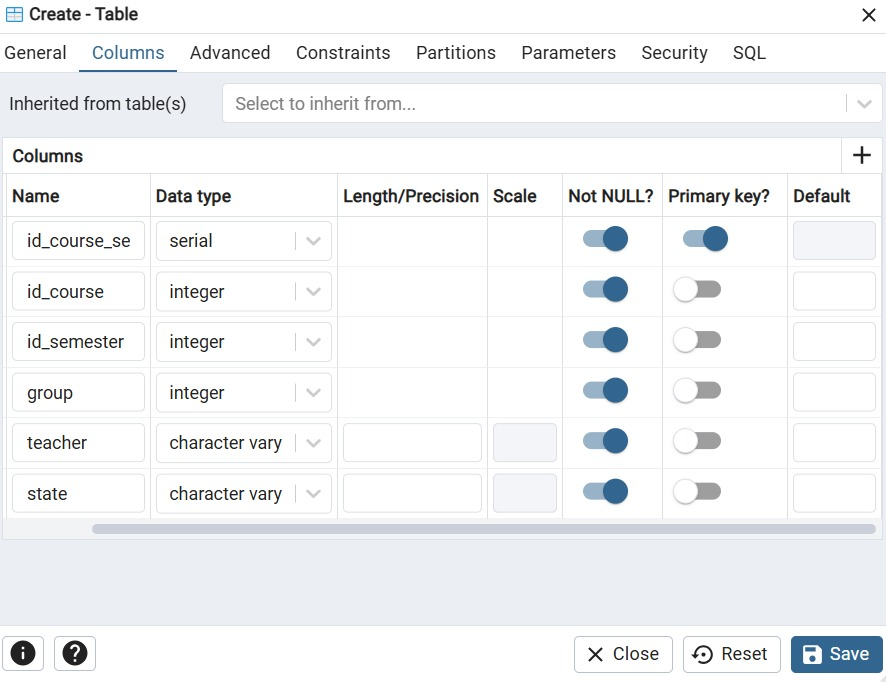 Create - Table
General Columns Advanced Constraints Partitions Parameters Security SQL
Inherited from table(s) Select to inherit from...
Columns
Name Data type Length/Precision Scale Not NULL? Primary key? Default
id_course_se serial
id_course integer
id_semester integer
group integer
teacher character vary
state character vary
Close Reset Save